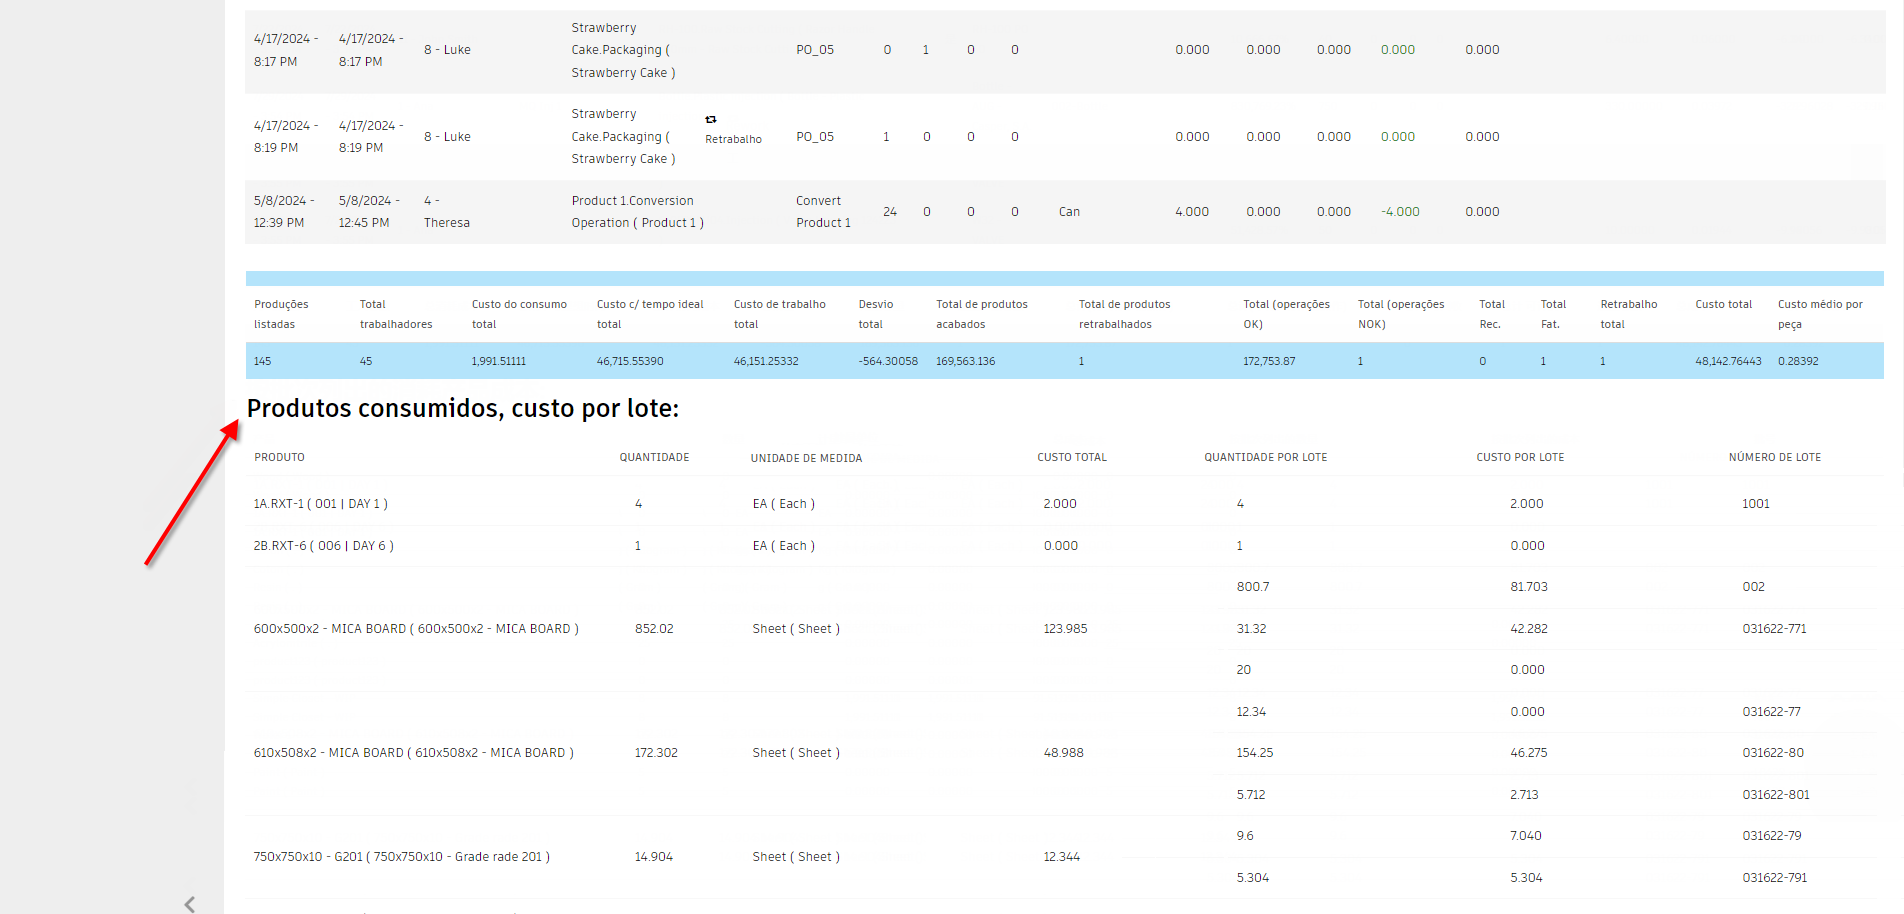 4/17/2024 - 8:17 PM 4/17/2024 - 8:17 PM 8 - Luke Strawberry Cake.Packaging ( Strawberry Cake ) PO_05 0 1 0 0 0.000 0.000 0.000 0.000 0.000
4/17/2024 - 8:19 PM 4/17/2024 - 8:19 PM 8 - Luke Strawberry Cake.Packaging ( Strawberry Cake ) Retrabalho PO_05 1 0 0 0 0.000 0.000 0.000 0.000 0.000
5/8/2024 - 12:39 PM 5/8/2024 - 12:45 PM 4 - Theresa Product 1.Conversion Operation ( Product 1 ) Convert Product 1 24 0 0 0 Can 4.000 0.000 0.000 -4.000 0.000
Produções listadas Total trabalhadores Custo do consumo total Custo c/ tempo ideal total Custo de trabalho total Desvio total Total de produtos acabados Total de produtos retrabalhados Total (operações OK) Total (operações NOK) Total Rec. Total Fat. Retrabalho total Custo total Custo médio por peça
145 45 1,991.51111 46,715.55390 46,151.25332 -564.30058 169,563.136 1 172,753.87 1 0 1 1 48,142.76443 0.28392
Produtos consumidos, custo por lote:
PRODUTO QUANTIDADE UNIDADE DE MEDIDA CUSTO TOTAL QUANTIDADE POR LOTE CUSTO POR LOTE NÚMERO DE LOTE
1A.RXT-1 ( 001 | DAY 1 ) 4 EA ( Each ) 2.000 4 2.000 1001
2B.RXT-6 ( 006 | DAY 6 ) 1 EA ( Each ) 0.000 1 0.000
800.7 81.703 002
600x500x2 - MICA BOARD ( 600x500x2 - MICA BOARD ) 852.02 Sheet ( Sheet ) 123.985 31.32 42.282 031622-771
20 0.000
12.34 0.000 031622-77
610x508x2 - MICA BOARD ( 610x508x2 - MICA BOARD ) 172.302 Sheet ( Sheet ) 48.988 154.25 46.275 031622-80
5.712 2.713 031622-801
9.6 7.040 031622-79
750x750x10 - G201 ( 750x750x10 - Grade rade 201 ) 14.904 Sheet ( Sheet ) 12.344
5.304 5.304 031622-791